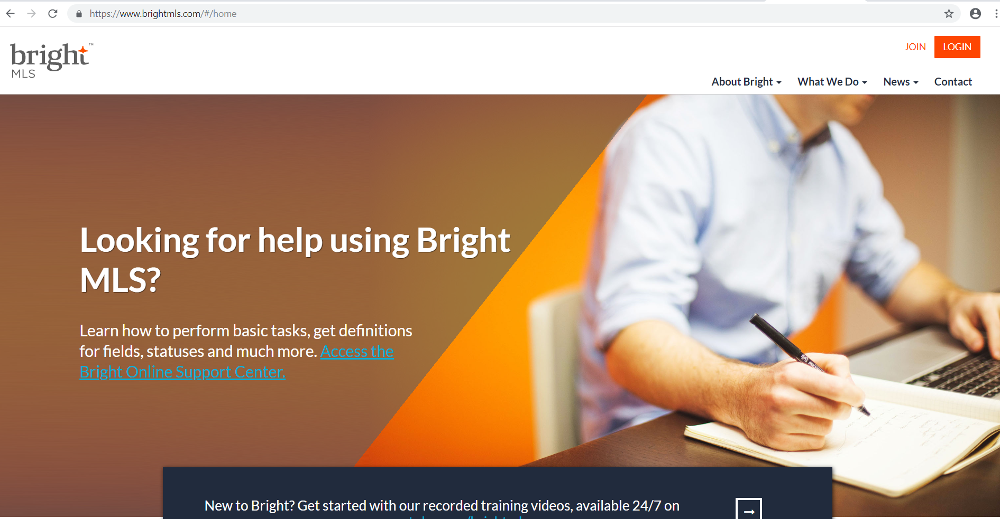 https://www.brightmls.com/#/home
bright™
MLS
JOIN
LOGIN
About Bright
What We Do
News
Contact
Looking for help using Bright
MLS?
Learn how to perform basic tasks, get definitions
for fields, statuses and much more. Access the
Bright Online Support Center.
New to Bright? Get started with our recorded training videos, available 24/7 on